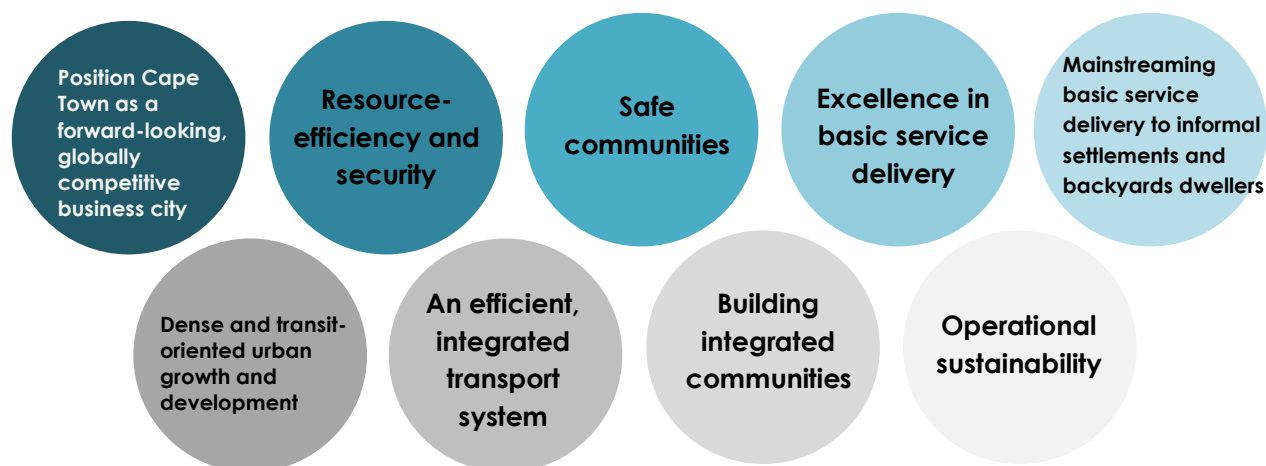 Position Cape
Town as a
forward-looking,
globally
competitive
business city
Resource-
efficiency and
security
Safe
communities
Excellence in
basic service
delivery
Mainstreaming
basic service
delivery to informal
settlements and
backyards dwellers
Dense and transit-
oriented urban
growth and
development
An efficient,
integrated
transport
system
Building
integrated
communities
Operational
sustainability